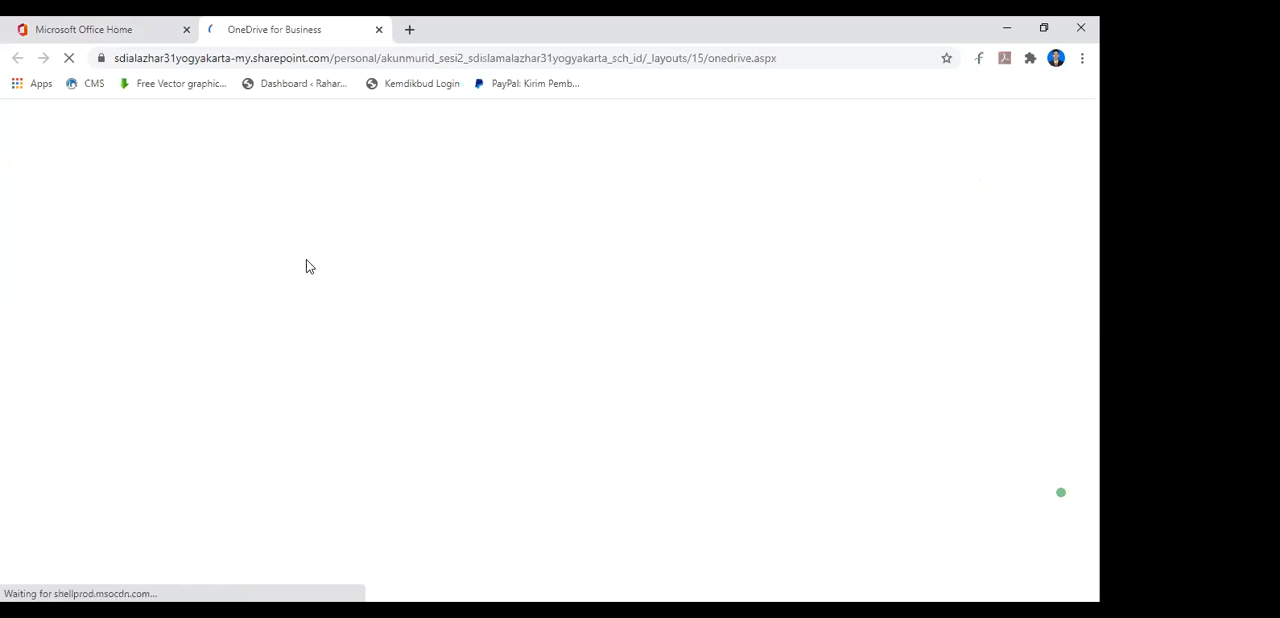 Microsoft Office Home
OneDrive for Business
sdialazhar31yogyakarta-my.sharepoint.com/personal/akunmurid_sesi2_sdislamalazhar31yogyakarta_sch_id/_layouts/15/onedrive.aspx
Apps CMS Free Vector graphic... Dashboard ‹ Rahar... Kemdikbud Login PayPal: Kirim Pemb...
Waiting for shellprod.msocdn.com...